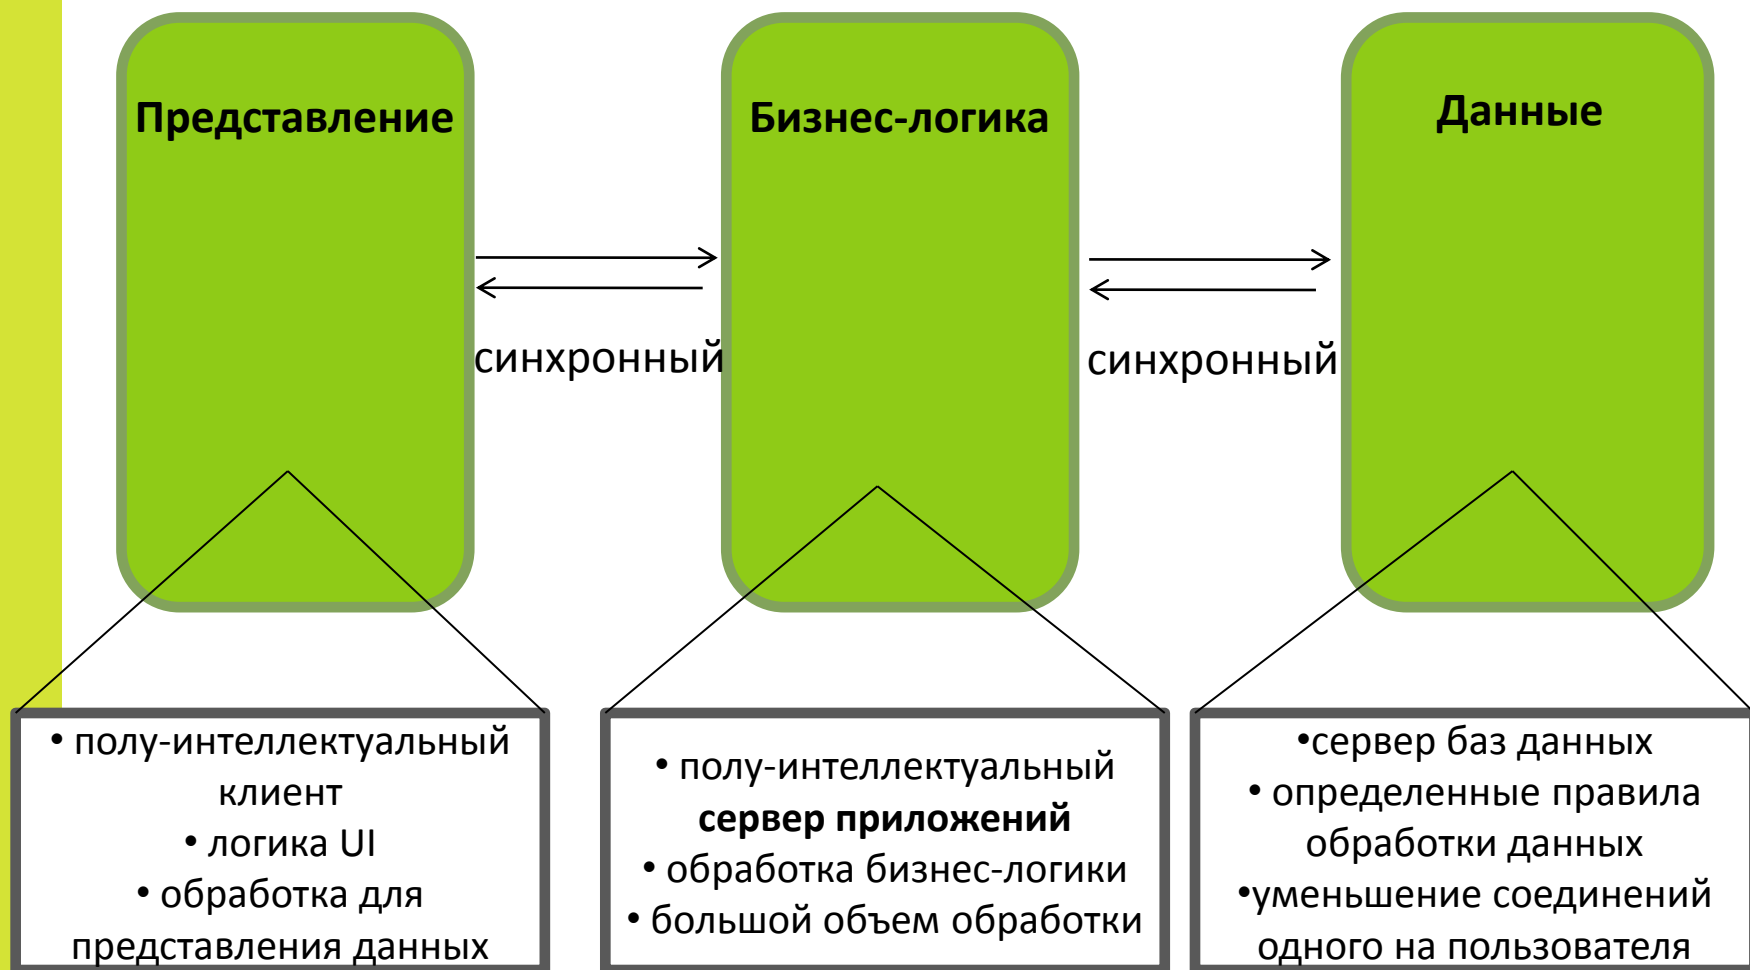 Представление
Бизнес-логика
Данные
синхронный
синхронный
• полу-интеллектуальный
клиент
• логика UI
• обработка для
представления данных
• полу-интеллектуальный
сервер приложений
• обработка бизнес-логики
• большой объем обработки
•сервер баз данных
• определенные правила
обработки данных
•уменьшение соединений
одного на пользователя